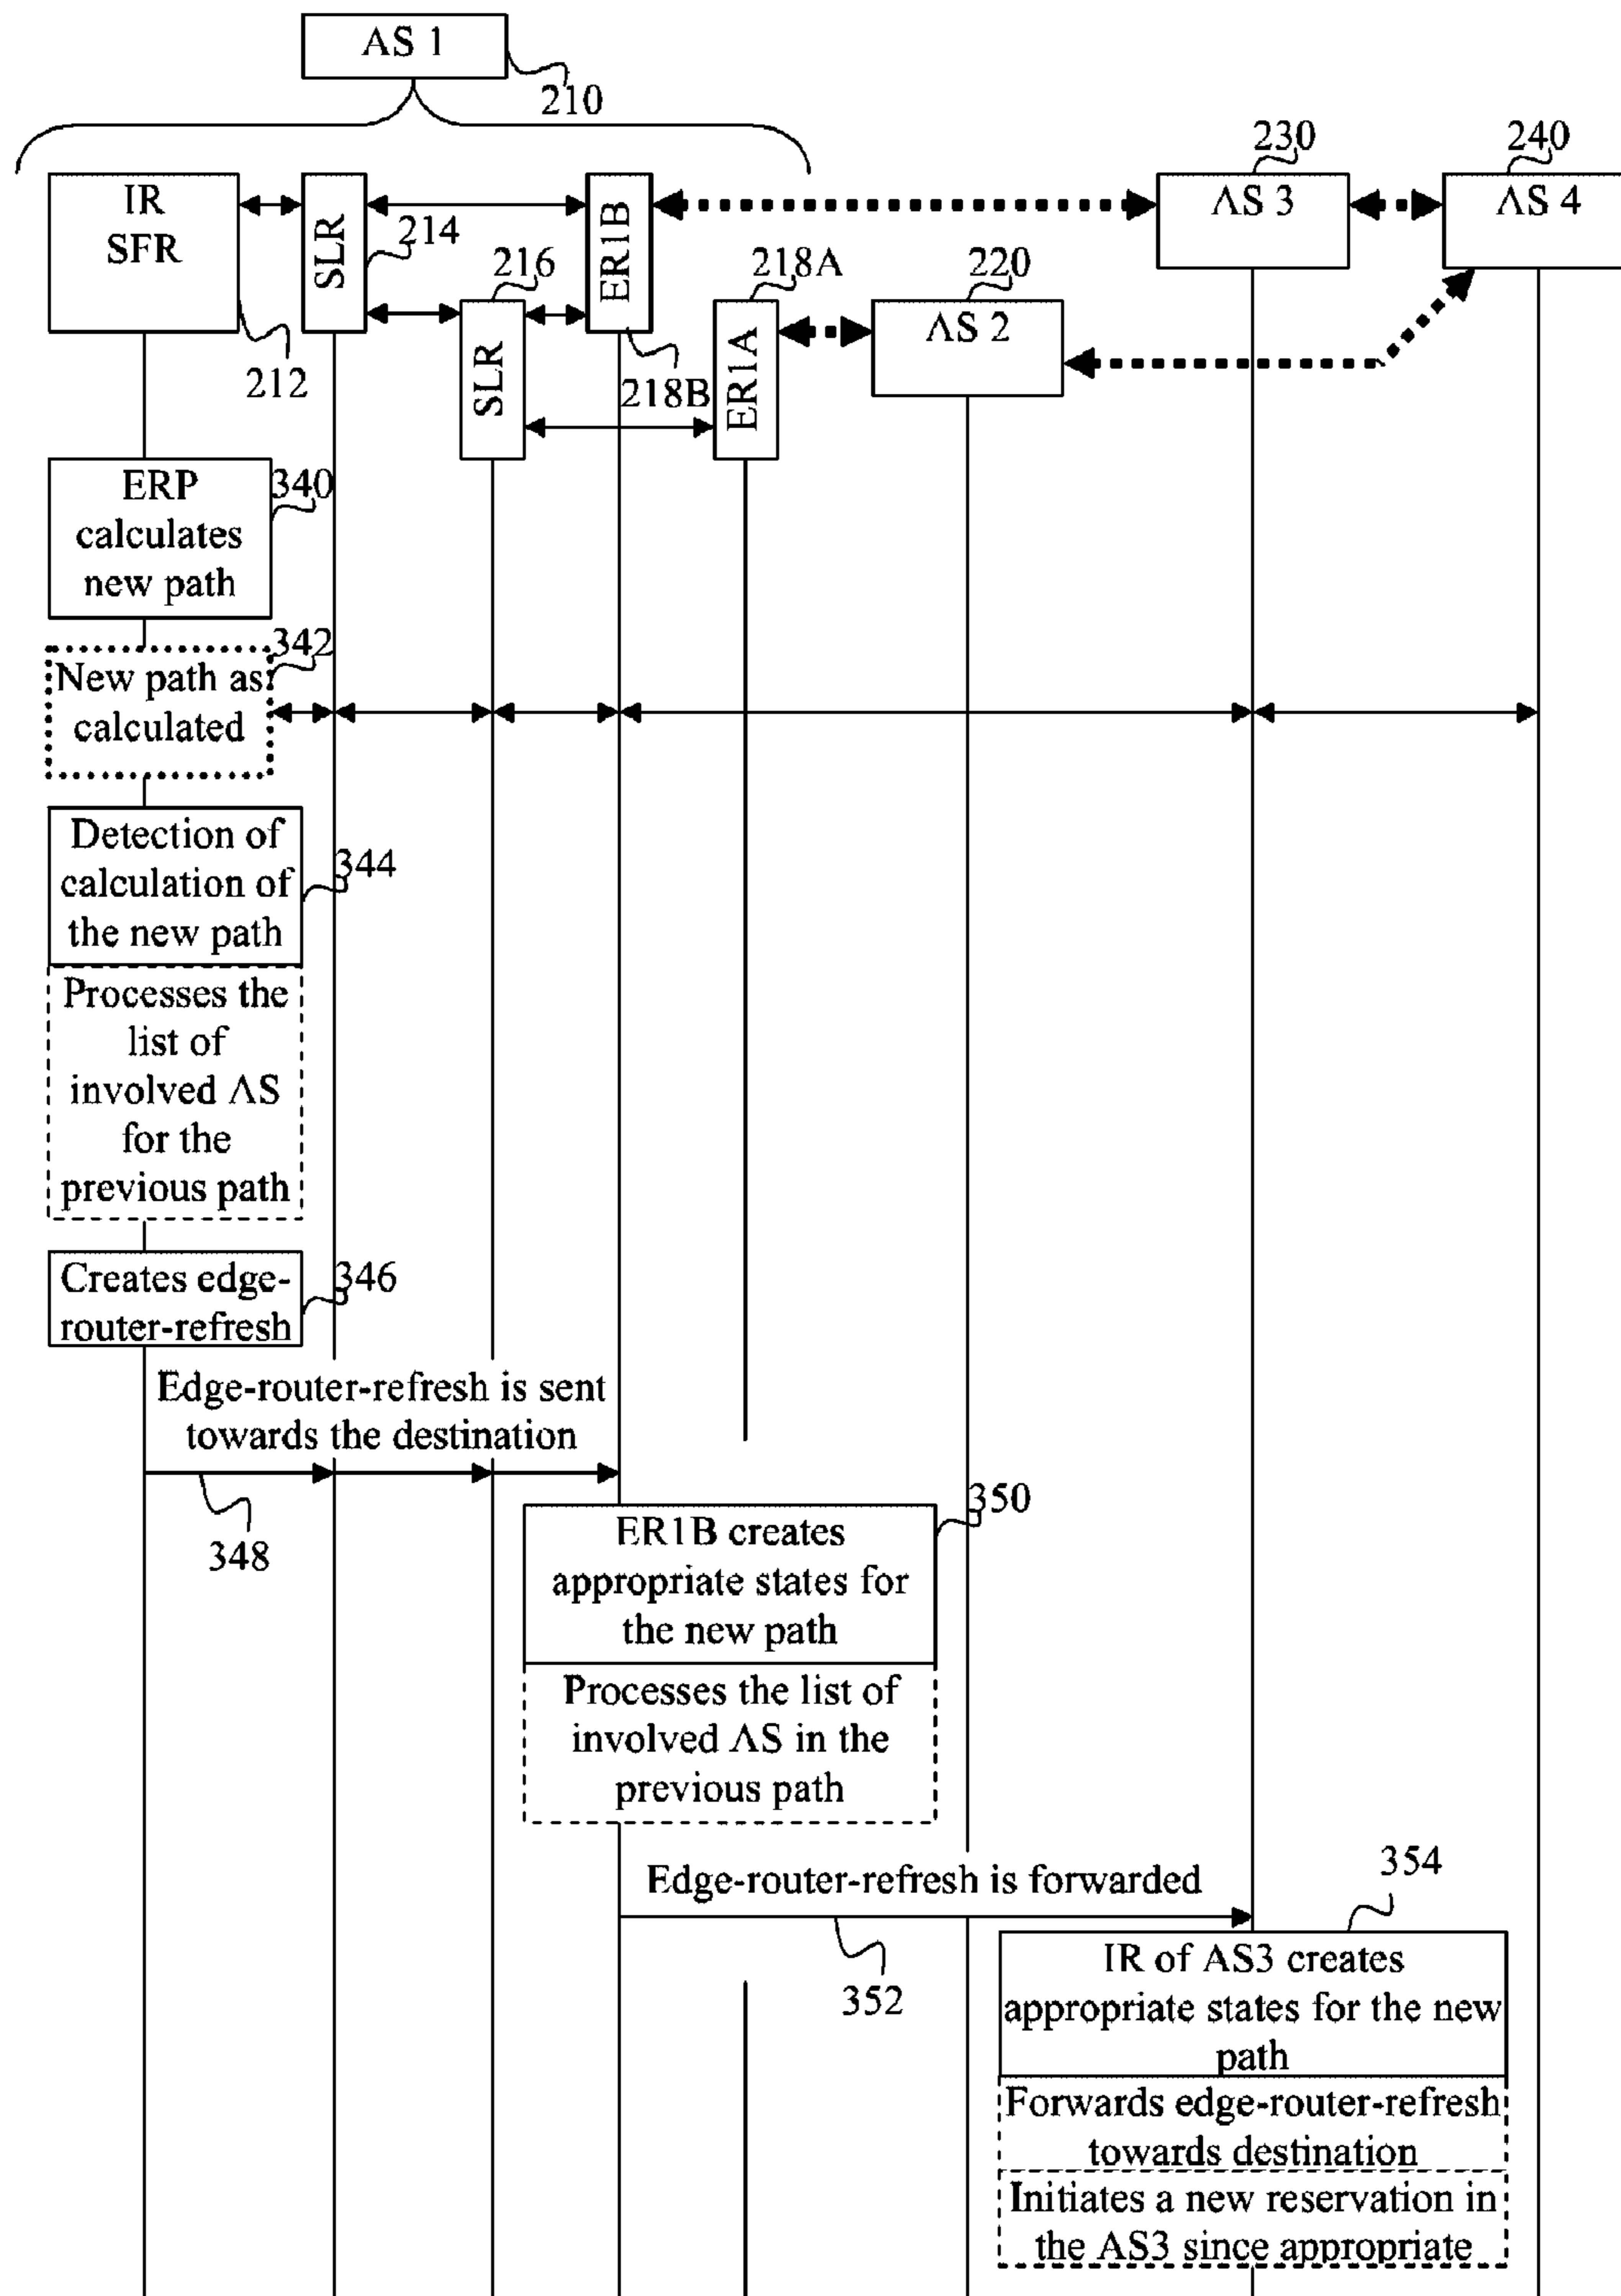 AS 1
210
230
240
IR
SFR
SLR
214
ER1B
AS 3
AS 4
216
218A
220
SLR
ER1A
AS 2
212
218B
ERP
calculates
new path
340
342
New path as
calculated
Detection of
calculation of
the new path
344
Processes the
list of
involved AS
for the
previous path
Creates edge-
router-refresh
346
Edge-router-refresh is sent
towards the destination
348
350
ER1B creates
appropriate states for
the new path
Processes the list of
involved AS in the
previous path
Edge-router-refresh is forwarded
352
354
IR of AS3 creates
appropriate states for the new
path
Forwards edge-router-refresh
towards destination
Initiates a new reservation in
the AS3 since appropriate